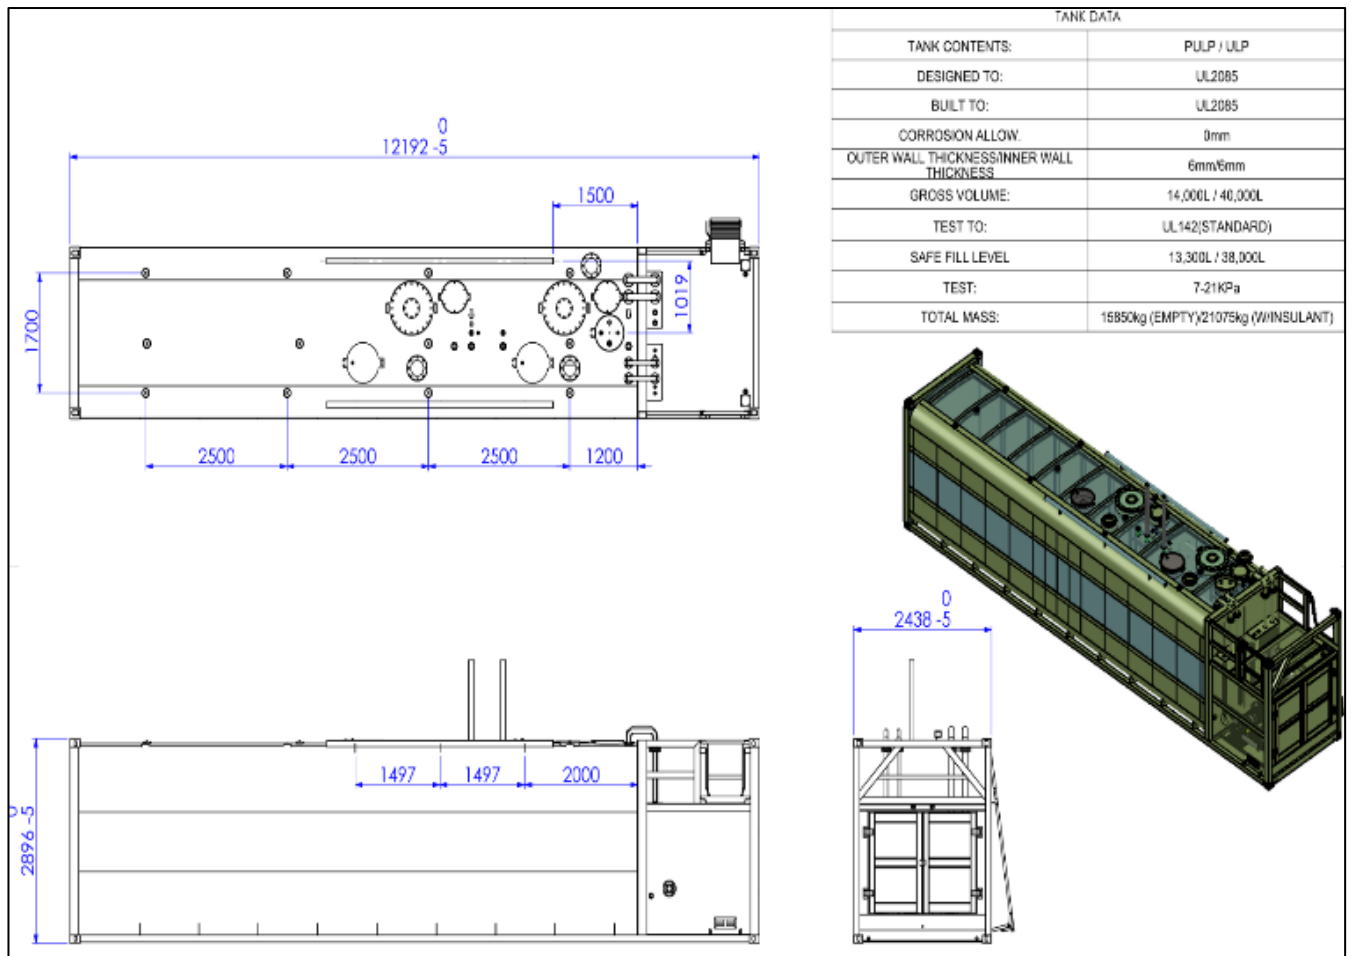 TANK DATA
TANK CONTENTS: PULP / ULP
DESIGNED TO: UL2085
BUILT TO: UL2085
CORROSION ALLOW. 0mm
OUTER WALL THICKNESS/INNER WALL THICKNESS 6mm/6mm
GROSS VOLUME: 14,000L / 40,000L
TEST TO: UL142(STANDARD)
SAFE FILL LEVEL 13,300L / 38,000L
TEST: 7-21KPa
TOTAL MASS: 15850kg (EMPTY)/21075kg (W/INSULANT)
0
12192 -5
1500
1019
1700
2500
2500
2500
1200
0
2438 -5
1497
1497
2000
0
2896 -5